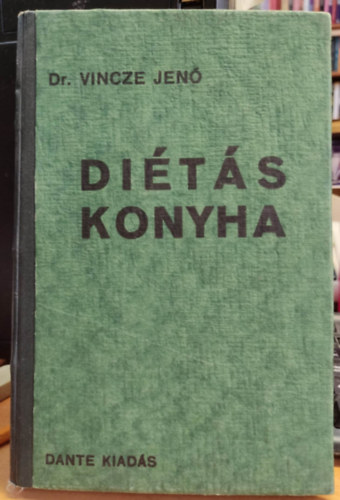 Dr. VINCZE JENŐ
DIÉTÁS
KONYHA
DANTE KIADÁS